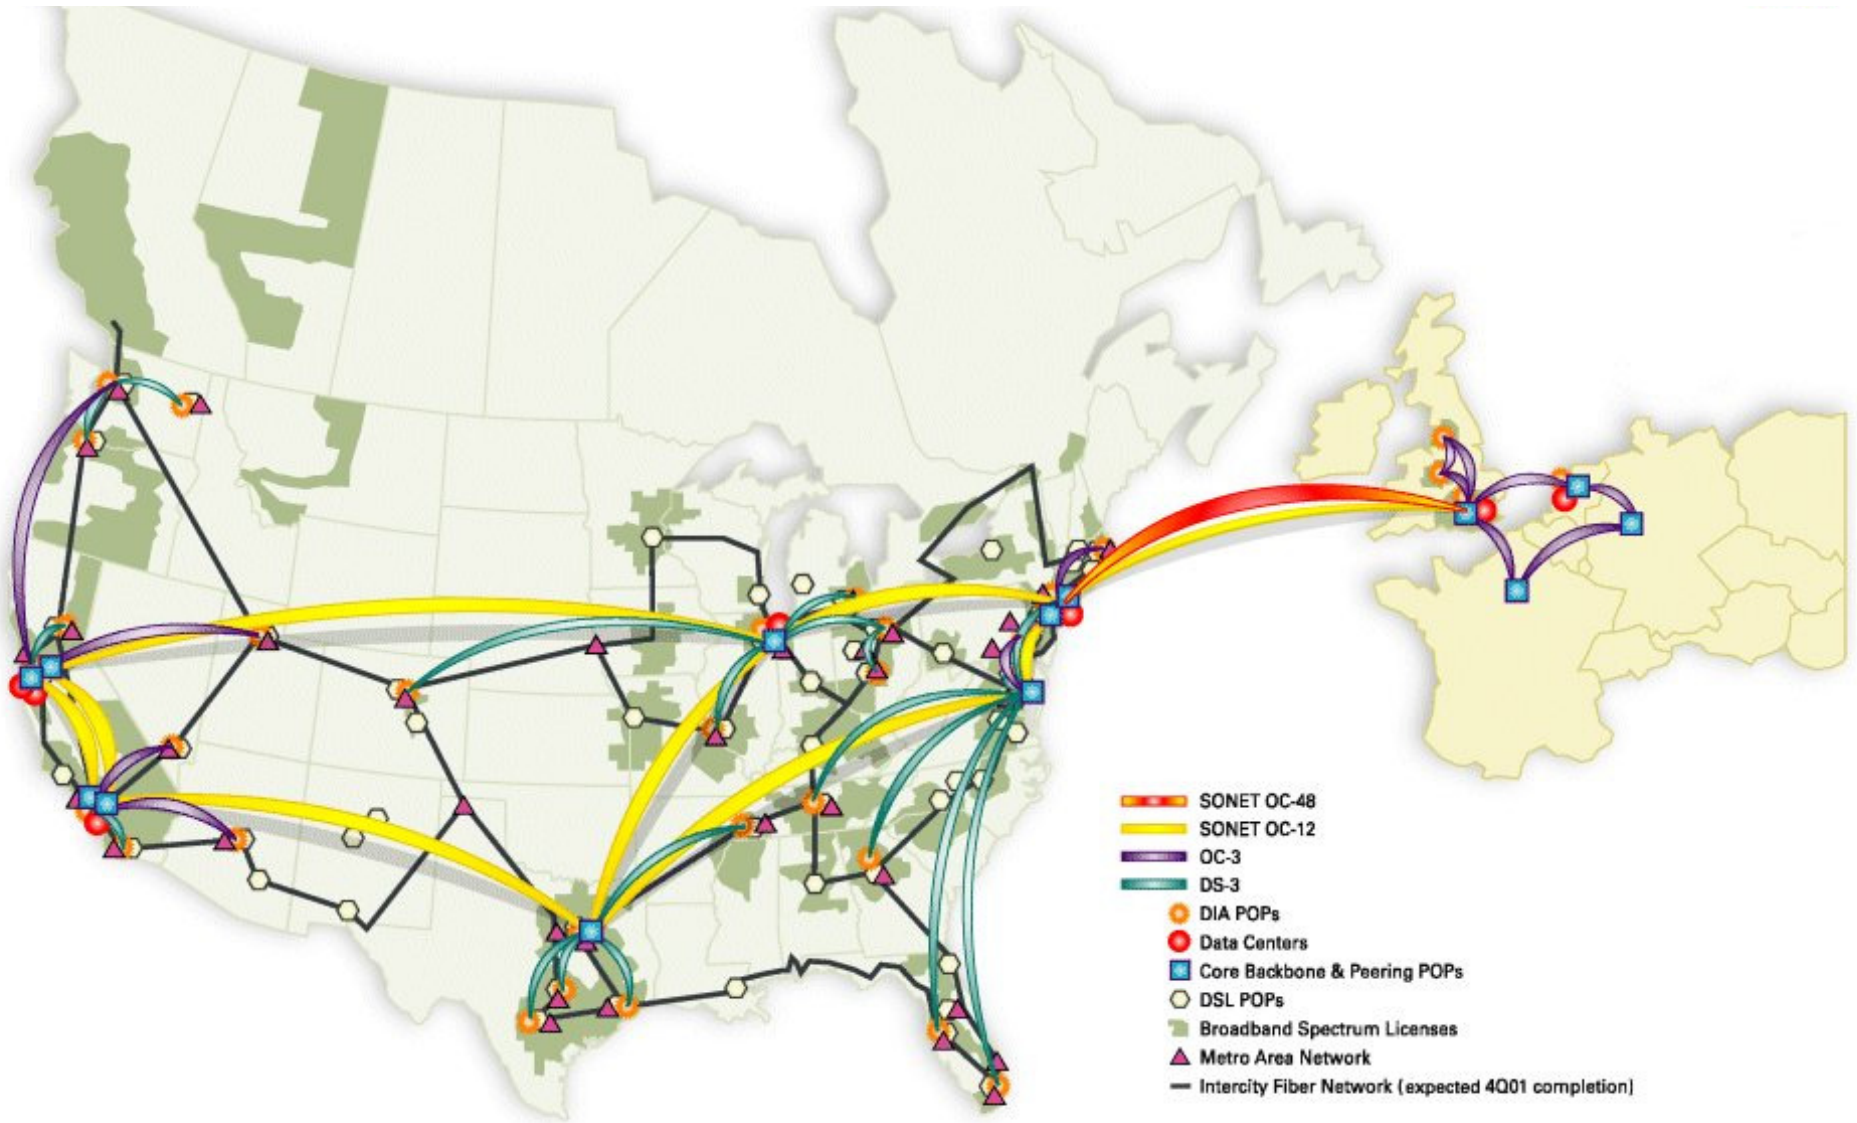 SONET OC-48
SONET OC-12
OC-3
DS-3
DIA POPs
Data Centers
Core Backbone & Peering POPs
DSL POPs
Broadband Spectrum Licenses
Metro Area Network
Intercity Fiber Network (expected 4Q01 completion)